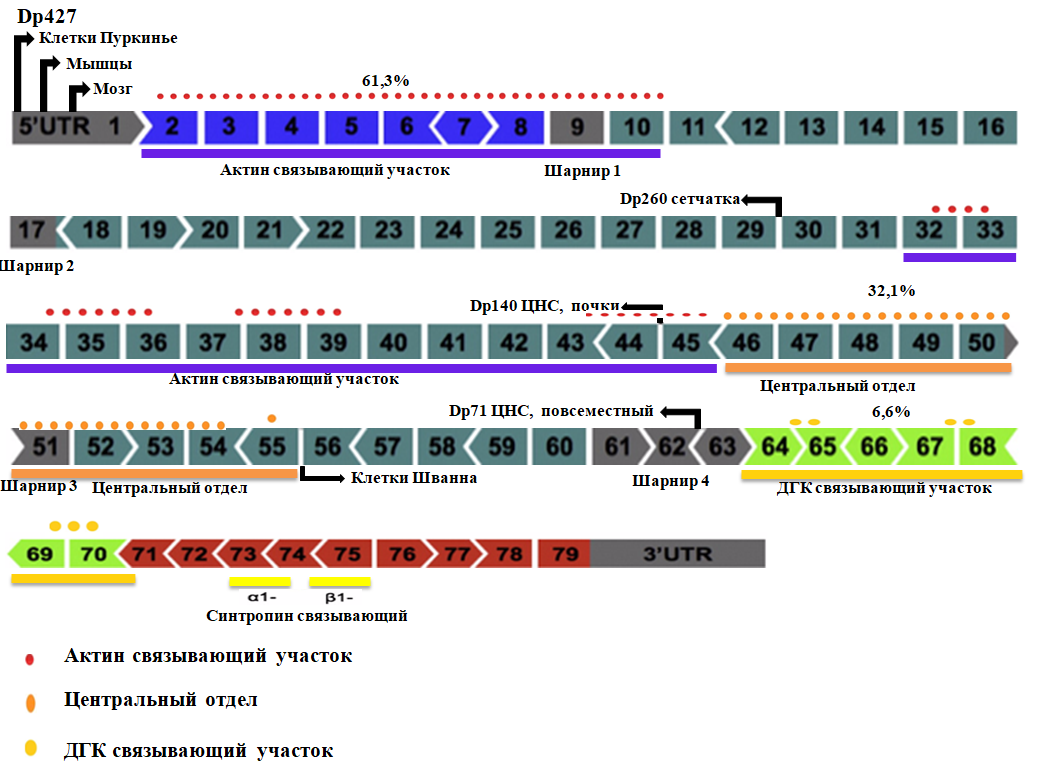 Dp427
Клетки Пуркинье
Мышцы
Мозг
61,3%
5'UTR 1 2 3 4 5 6 7 8 9 10 11 12 13 14 15 16
Актин связывающий участок Шарнир 1
Dp260 сетчатка
17 18 19 20 21 22 23 24 25 26 27 28 29 30 31 32 33
Шарнир 2
Dp140 ЦНС, почки 32,1%
34 35 36 37 38 39 40 41 42 43 44 45 46 47 48 49 50
Актин связывающий участок Центральный отдел
Dp71 ЦНС, повсеместный 6,6%
51 52 53 54 55 56 57 58 59 60 61 62 63 64 65 66 67 68
Шарнир 3 Центральный отдел Клетки Шванна Шарнир 4 ДГК связывающий участок
69 70 71 72 73 74 75 76 77 78 79 3'UTR
α1- β1-
Синтропин связывающий
Актин связывающий участок
Центральный отдел
ДГК связывающий участок